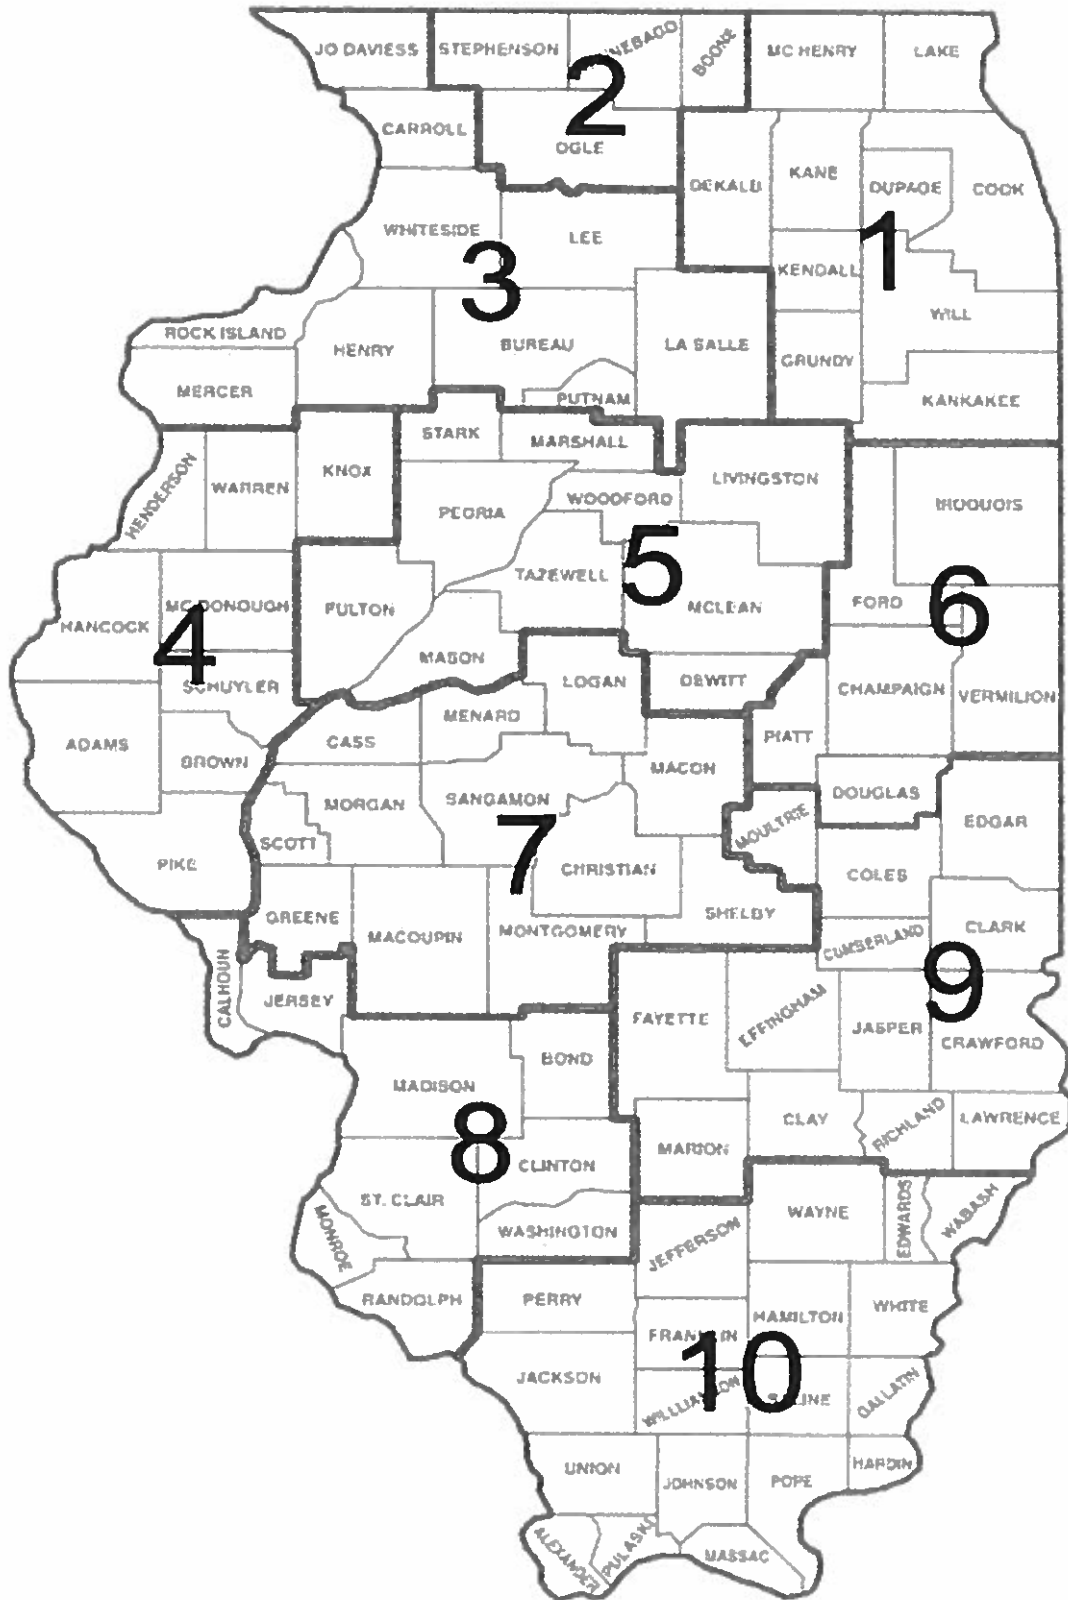 JO DAVIESS
STEPHENSON
BOONE
MC HENRY
LAKE
2
CARROLL
OGLE
DEKALB
KANE
DUPAGE
COOK
WHITESIDE
LEE
1
3
KENDALL
WILL
ROCK ISLAND
HENRY
BUREAU
LA SALLE
GRUNDY
MERCER
PUTNAM
KANKAKEE
STARK
MARSHALL
HENDERSON
WARREN
KNOX
LIVINGSTON
PEORIA
WOODFORD
IROQUOIS
5
TAZEWELL
6
HANCOCK
MC DONOUGH
FULTON
MCLEAN
FORD
4
MASON
SCHUYLER
LOGAN
DEWITT
CHAMPAIGN
VERMILION
ADAMS
BROWN
CASS
MENARD
MACON
PIATT
MORGAN
SANGAMON
DOUGLAS
EDGAR
SCOTT
7
MOULTRIE
PIKE
CHRISTIAN
COLES
GREENE
MACOUPIN
MONTGOMERY
SHELBY
CUMBERLAND
CLARK
9
CALHOUN
JERSEY
FAYETTE
EFFINGHAM
JASPER
CRAWFORD
MADISON
BOND
8
MARION
CLAY
RICHLAND
LAWRENCE
CLINTON
ST. CLAIR
WASHINGTON
MONROE
JEFFERSON
WAYNE
EDWARDS
WABASH
RANDOLPH
PERRY
HAMILTON
WHITE
10
JACKSON
GALLATIN
UNION
JOHNSON
POPE
HARDIN
ALEXANDER
PULASKI
MASSAC